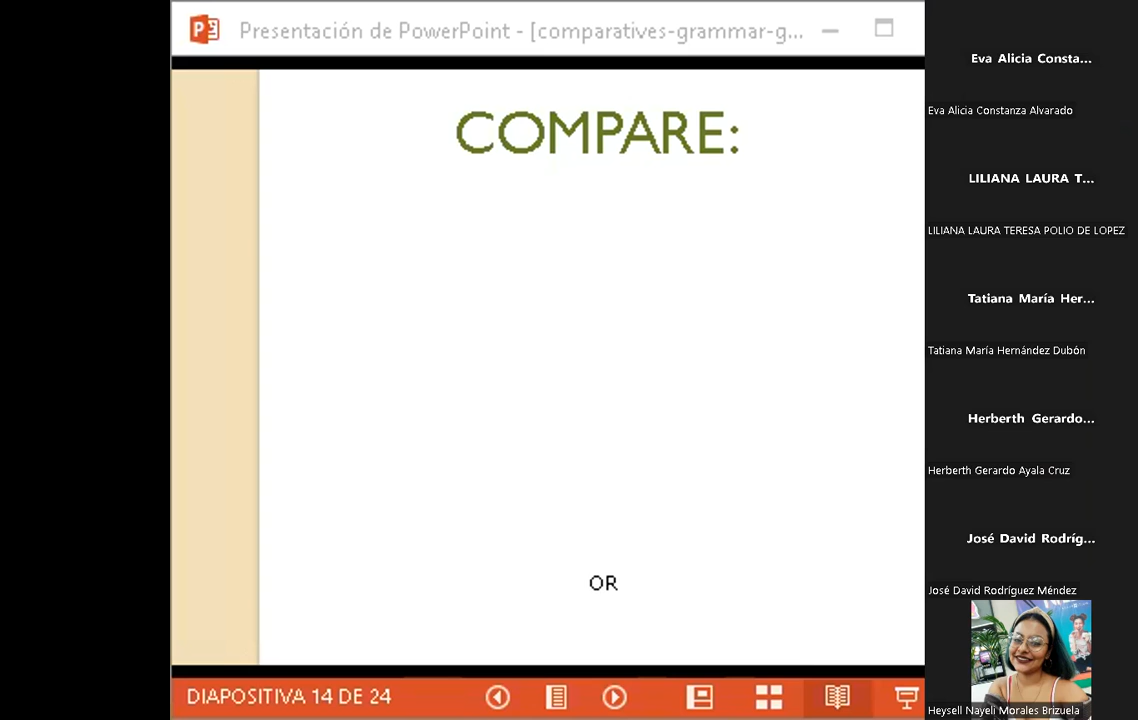 Presentación de PowerPoint - [comparatives-grammar-g...
COMPARE:
OR
DIAPOSITIVA 14 DE 24
Eva Alicia Consta...
Eva Alicia Constanza Alvarado
LILIANA LAURA T...
LILIANA LAURA TERESA POLIO DE LOPEZ
Tatiana María Her...
Tatiana María Hernández Dubón
Herberth Gerardo...
Herberth Gerardo Ayala Cruz
José David Rodríg...
José David Rodríguez Méndez
Heysell Nayeli Morales Brizuela